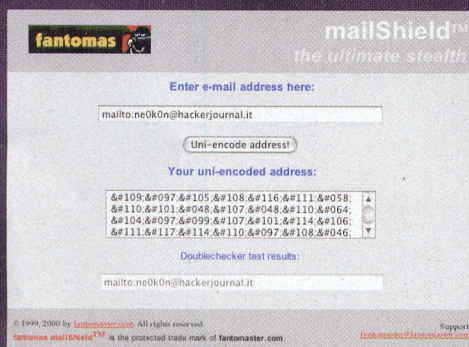 fantomas
mailShield™
the ultimate stealth
Enter e-mail address here:
mailto:ne0k0n@hackerjournal.it
Uni-encode address!
Your uni-encoded address:
&#109;&#097;&#105;&#108;&#116;&#111;&#058;
&#110;&#101;&#048;&#107;&#048;&#110;&#064;
&#104;&#097;&#099;&#107;&#101;&#114;&#106;
&#111;&#117;&#114;&#110;&#097;&#108;&#046;
Doublechecker test results:
mailto:ne0k0n@hackerjournal.it
© 1999, 2000 by fantomaster.com. All rights reserved.
Support
fantomas mailShield™ is the protected trade mark of fantomaster.com